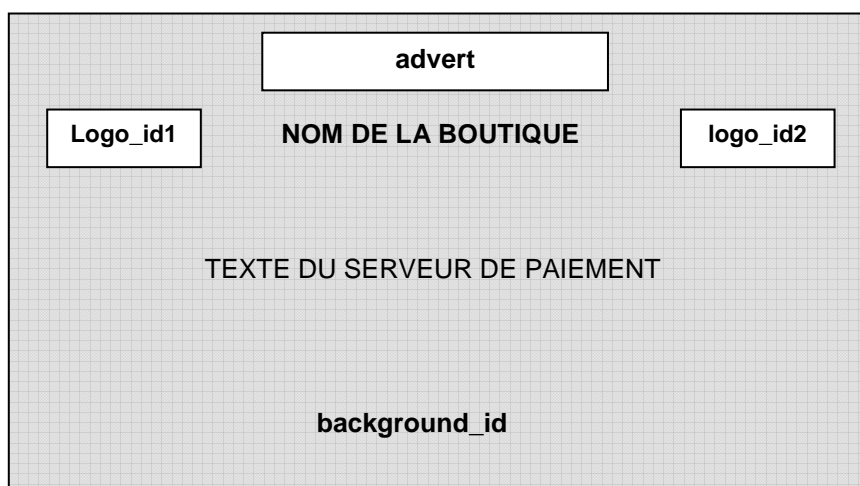 advert
Logo_id1 NOM DE LA BOUTIQUE logo_id2
TEXTE DU SERVEUR DE PAIEMENT
background_id